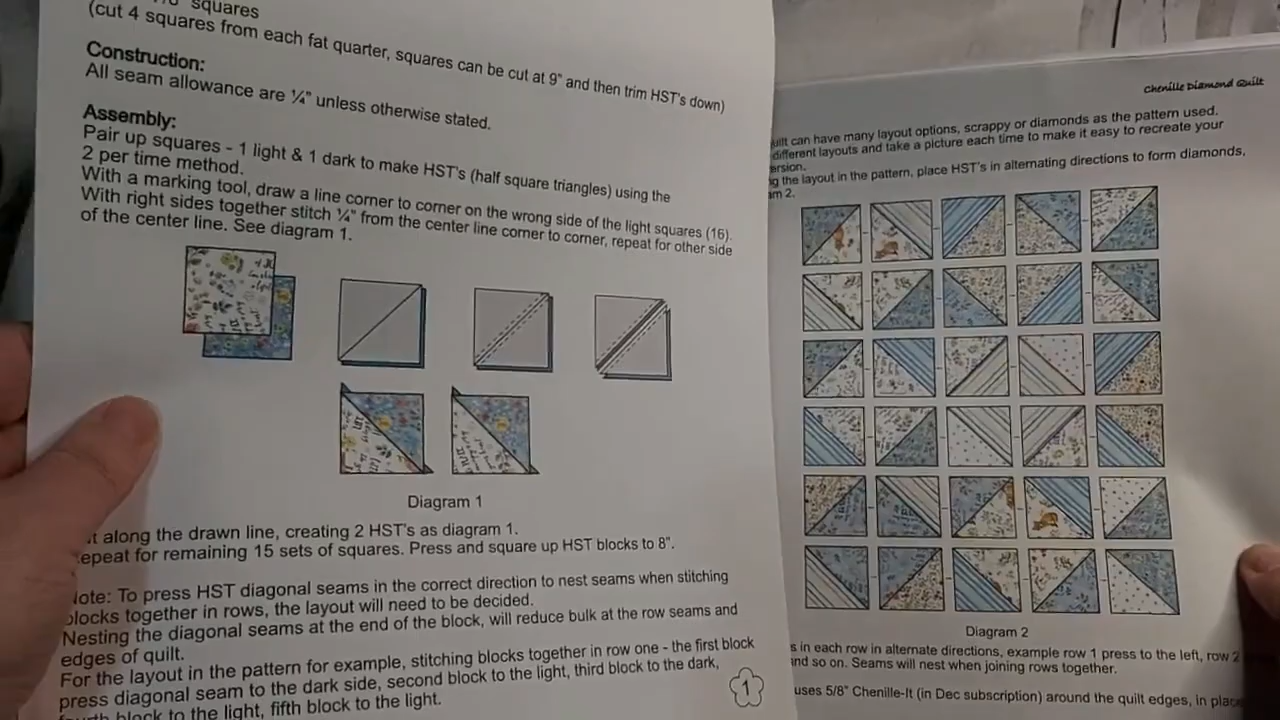 squares
(cut 4 squares from each fat quarter, squares can be cut at 9" and then trim HST's down)
Construction:
All seam allowance are ¼" unless otherwise stated.
Assembly:
Pair up squares - 1 light & 1 dark to make HST's (half square triangles) using the
2 per time method.
With a marking tool, draw a line corner to corner on the wrong side of the light squares (16).
With right sides together stitch ¼" from the center line corner to corner, repeat for other side
of the center line. See diagram 1.
Diagram 1
along the drawn line, creating 2 HST's as diagram 1.
epeat for remaining 15 sets of squares. Press and square up HST blocks to 8".
Note: To press HST diagonal seams in the correct direction to nest seams when stitching
blocks together in rows, the layout will need to be decided.
Nesting the diagonal seams at the end of the block, will reduce bulk at the row seams and
edges of quilt.
For the layout in the pattern for example, stitching blocks together in row one - the first block
press diagonal seam to the dark side, second block to the light, third block to the dark,
block to the light, fifth block to the light.
1
Chenille Diamond Quilt
uilt can have many layout options, scrappy or diamonds as the pattern used.
different layouts and take a picture each time to make it easy to recreate your
ersion.
g the layout in the pattern, place HST's in alternating directions to form diamonds,
am 2.
Diagram 2
s in each row in alternate directions, example row 1 press to the left, row 2
and so on. Seams will nest when joining rows together.
uses 5/8" Chenille-It (in Dec subscription) around the quilt edges, in place